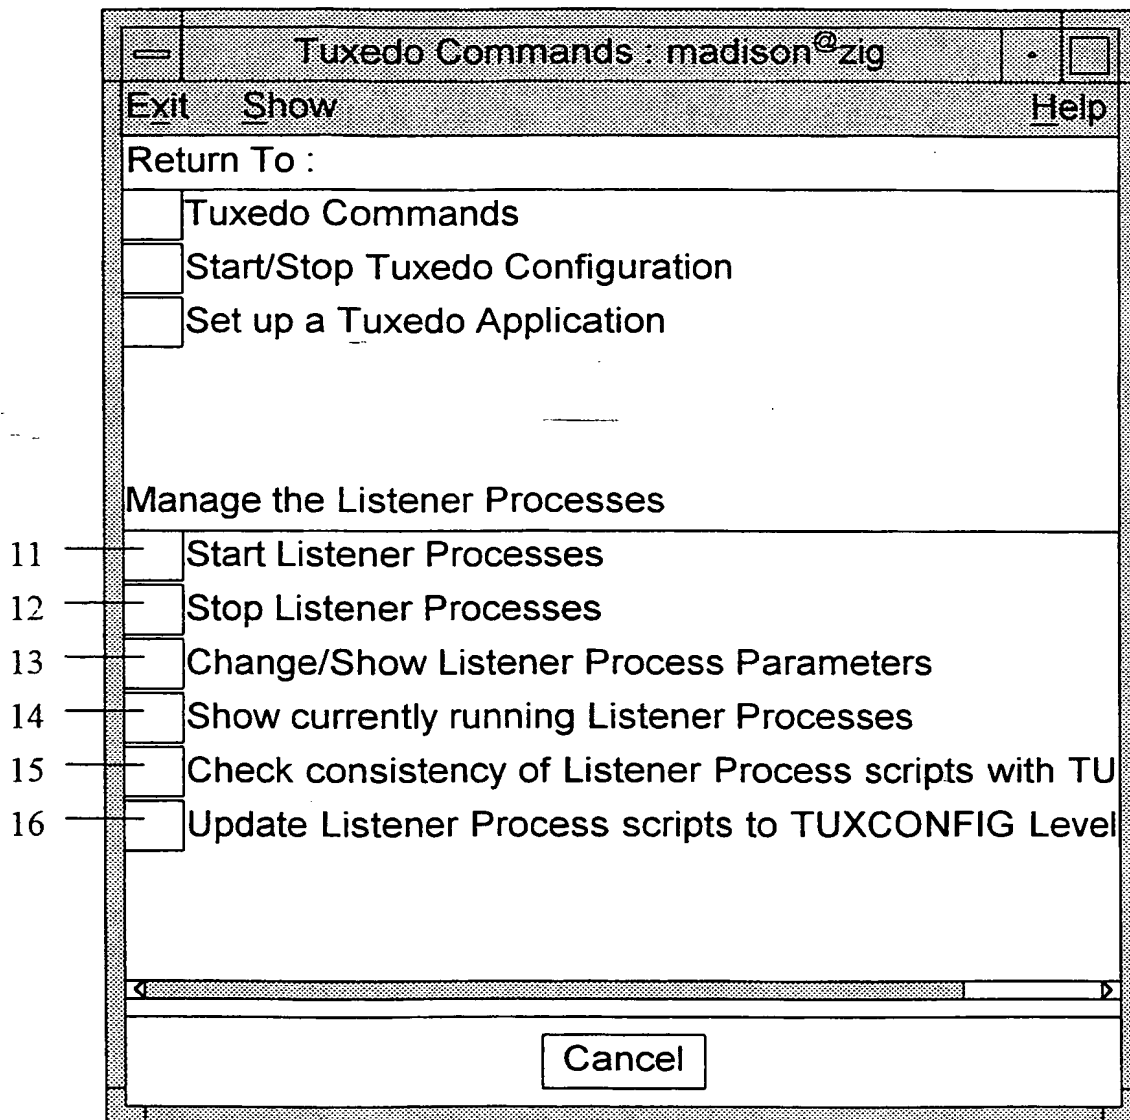 Tuxedo Commands : madison@zig
Exit Show Help
Return To :
Tuxedo Commands
Start/Stop Tuxedo Configuration
Set up a Tuxedo Application
Manage the Listener Processes
11 Start Listener Processes
12 Stop Listener Processes
13 Change/Show Listener Process Parameters
14 Show currently running Listener Processes
15 Check consistency of Listener Process scripts with TU
16 Update Listener Process scripts to TUXCONFIG Level
Cancel